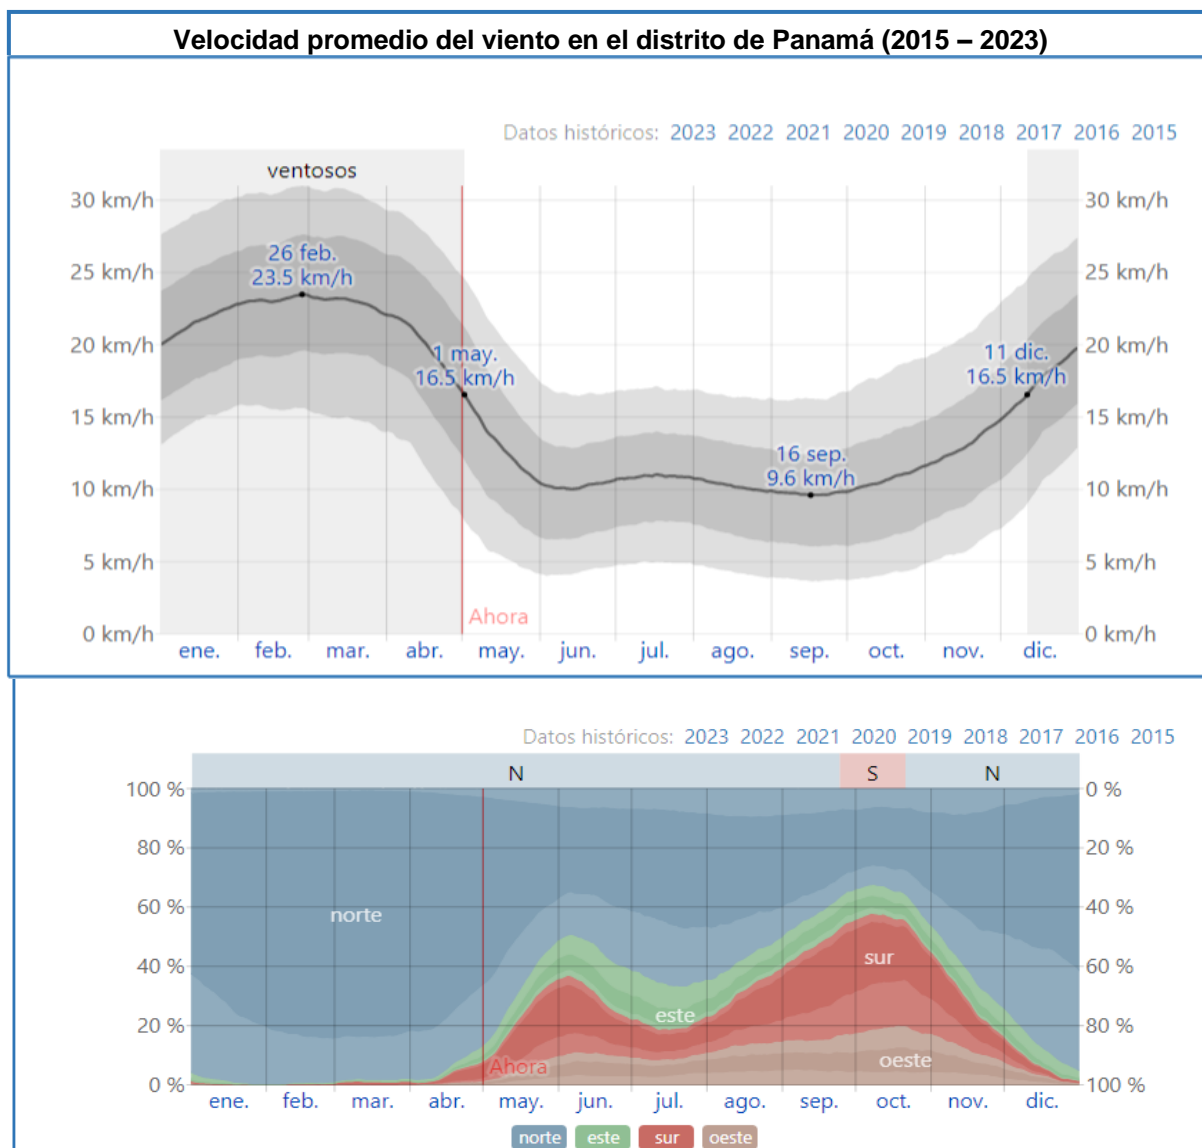 Velocidad promedio del viento en el distrito de Panamá (2015 – 2023)
Datos históricos: 2023 2022 2021 2020 2019 2018 2017 2016 2015
ventosos
30 km/h 30 km/h
26 feb.
23.5 km/h
25 km/h 25 km/h
20 km/h 20 km/h
1 may.
16.5 km/h
11 dic.
16.5 km/h
15 km/h 15 km/h
16 sep.
9.6 km/h
10 km/h 10 km/h
5 km/h 5 km/h
Ahora
0 km/h 0 km/h
ene. feb. mar. abr. may. jun. jul. ago. sep. oct. nov. dic.
Datos históricos: 2023 2022 2021 2020 2019 2018 2017 2016 2015
N S N
100 % 0 %
80 % 20 %
norte
60 % 40 %
sur
40 % 60 %
este
20 % 80 %
oeste
Ahora
0 % 100 %
ene. feb. mar. abr. may. jun. jul. ago. sep. oct. nov. dic.
norte este sur oeste